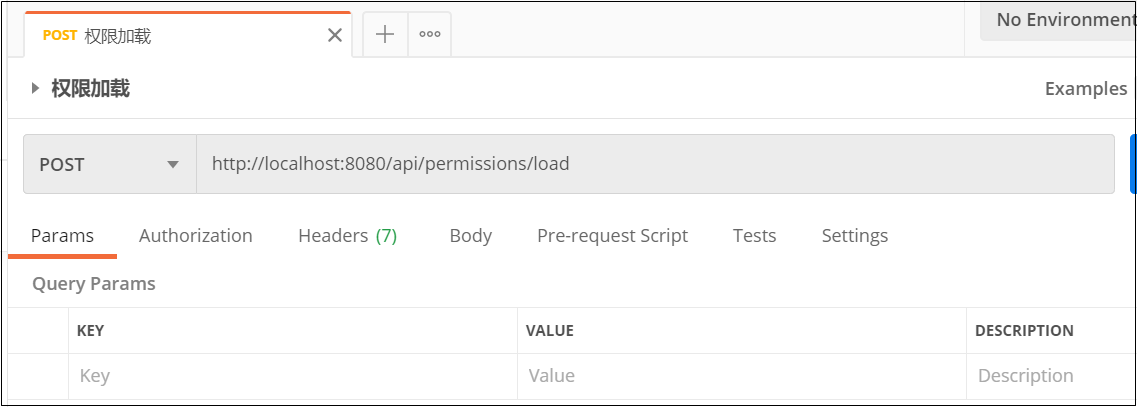 POST 权限加载
No Environment
权限加载
Examples
POST http://localhost:8080/api/permissions/load
Params Authorization Headers (7) Body Pre-request Script Tests Settings
Query Params
KEY VALUE DESCRIPTION
Key Value Description